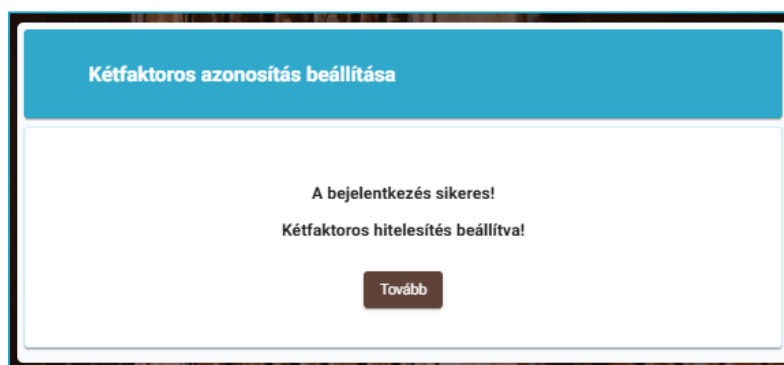 Kétfaktoros azonosítás beállítása
A bejelentkezés sikeres!
Kétfaktoros hitelesítés beállítva!
Tovább